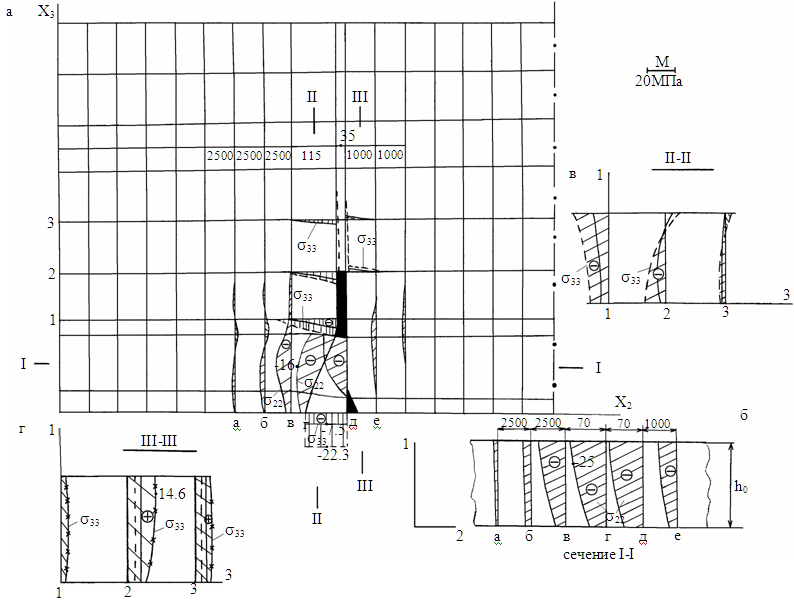 а X₃
М
20МПа
II III
35
2500 2500 2500 115 1000 1000
II-II
в 1
3
σ₃₃ σ₃₃
σ₃₃ σ₃₃
2
σ₃₃
3
1 2 3
1
I I
-16
σ₂₂ σ₂₂
X₂
а б в г д е
б
σ₃₃ -7.5
-22.3
2500 2500 70 70 1000
г 1
III-III
1
III
-25
h₀
II
14.6
σ₃₃ σ₃₃ σ₃₃
σ₂₂
2 а б в г д е
сечение I-I
3
1 2 3